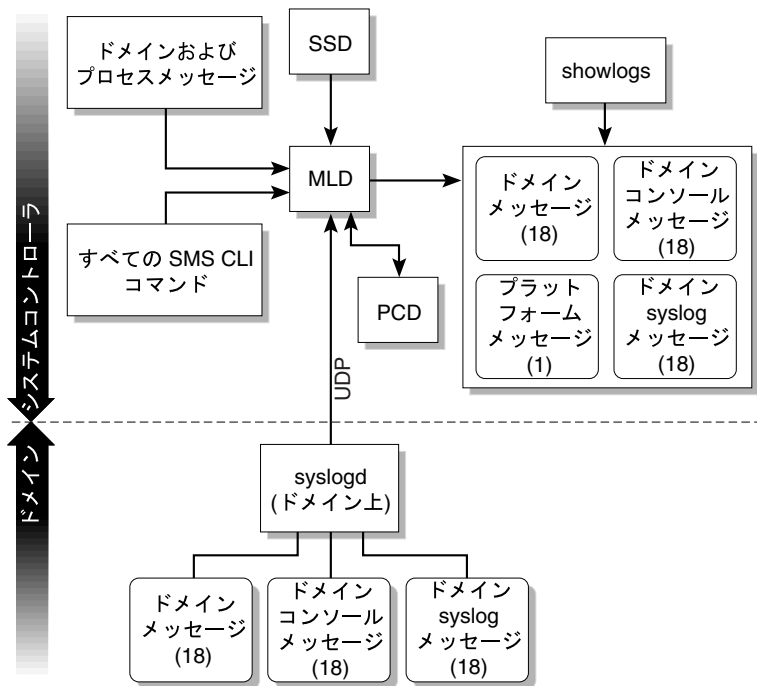 ドメインおよび
プロセスメッセージ
SSD
showlogs
MLD
ドメイン
メッセージ
(18)
ドメイン
コンソール
メッセージ
(18)
すべての SMS CLI
コマンド
PCD
プラット
フォーム
メッセージ
(1)
ドメイン
syslog
メッセージ
(18)
システムコントローラ
UDP
ドメイン
syslogd
(ドメイン上)
ドメイン
メッセージ
(18)
ドメイン
コンソール
メッセージ
(18)
ドメイン
syslog
メッセージ
(18)